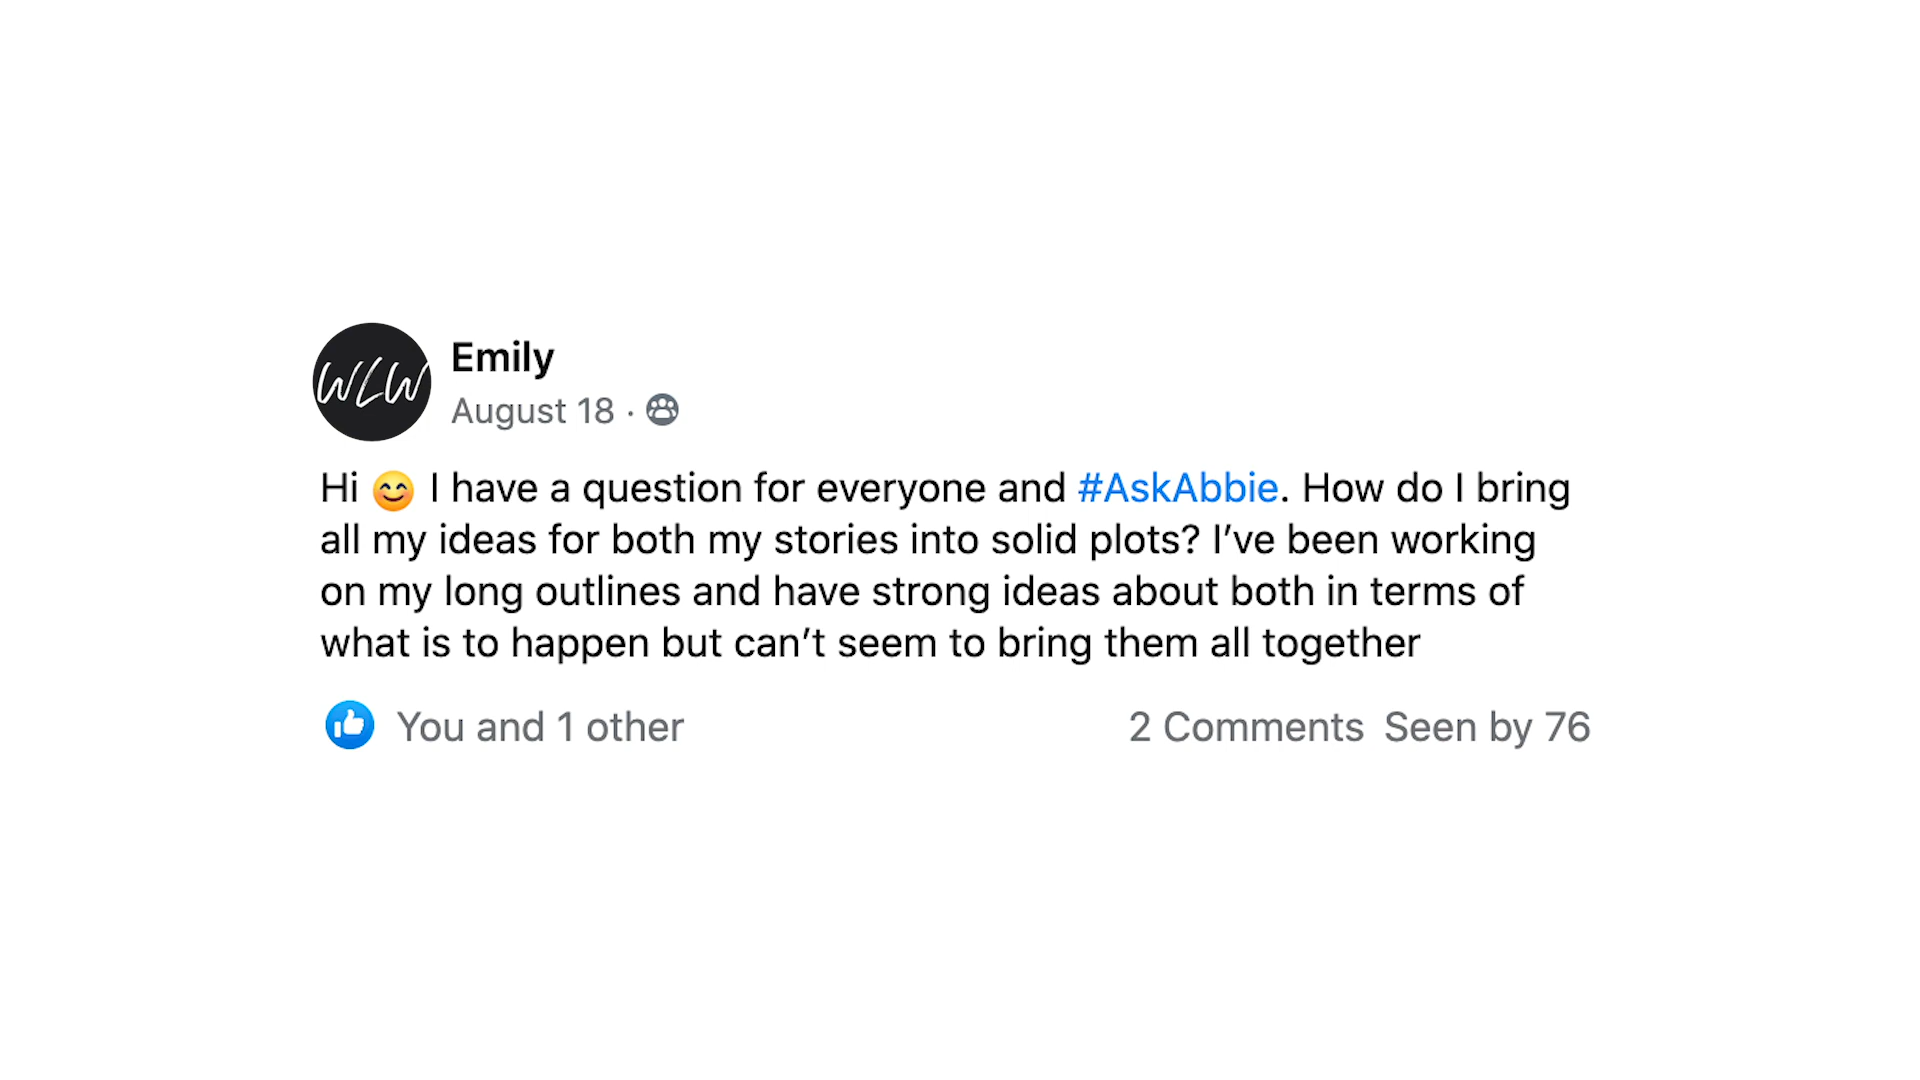 WLW
Emily
August 18 ·
Hi 😊 I have a question for everyone and #AskAbbie. How do I bring
all my ideas for both my stories into solid plots? I’ve been working
on my long outlines and have strong ideas about both in terms of
what is to happen but can’t seem to bring them all together
You and 1 other
2 Comments Seen by 76